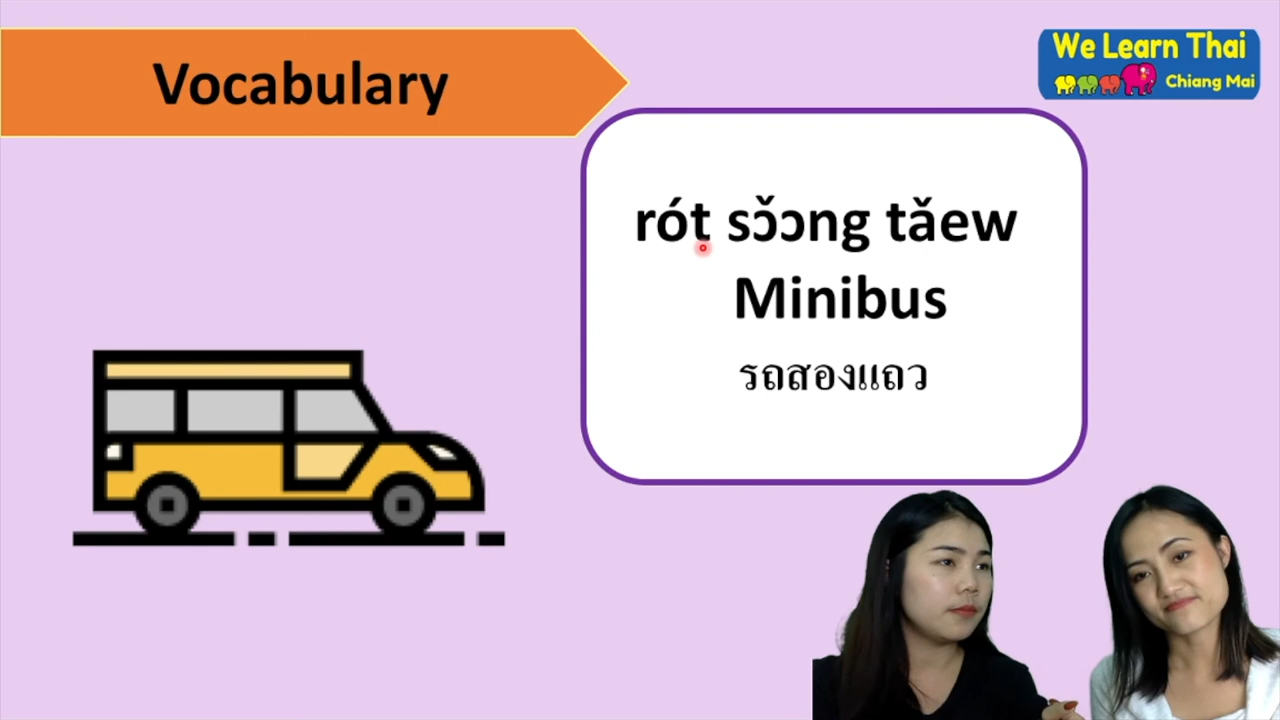 Vocabulary
We Learn Thai
Chiang Mai
rót sɔ̌ɔng tǎew
Minibus
รถสองแถว